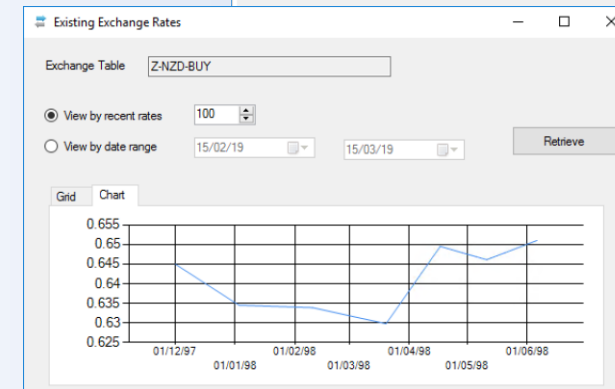 Existing Exchange Rates
Exchange Table Z-NZD-BUY
View by recent rates 100
View by date range 15/02/19 15/03/19 Retrieve
Grid Chart
0.655
0.65
0.645
0.64
0.635
0.63
0.625
01/12/97 01/02/98 01/04/98 01/06/98
01/01/98 01/03/98 01/05/98